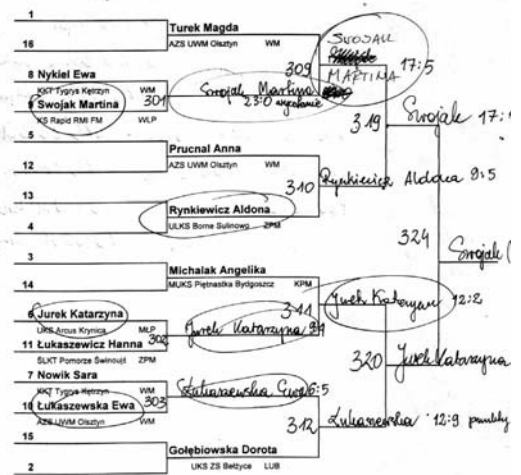 1
Turek Magda
16
AZS UWM Olsztyn WM
SWOJAK
MARTINA
17:5
309
8 Nykiel Ewa
KKT Tygrys Kętrzyn WM
301
Swojak Martina
23:0 wycofanie
9 Swojak Martina
KS Rapid RMI FM WLP
319
Swojak 17:
5
Prucnal Anna
12
AZS UWM Olsztyn WM
310
Rynkiewicz Aldona 9:5
13
Rynkiewicz Aldona
4
ULKS Borne Sulinowo ZPM
324
Swojak (
3
Michalak Angelika
14
MUKS Piętnastka Bydgoszcz KPM
311
Jurek Katarzyna 12:2
6 Jurek Katarzyna
UKS Arcus Krynica MŁP
302
Jurek Katarzyna
11 Łukaszewicz Hanna
SLKT Pomorze Świnoujś ZPM
320
Jurek Katarzyna
7 Nowik Sara
KKT Tygrys Kętrzyn WM
303
Łukaszewska Ewa 6:5
10 Łukaszewska Ewa
AZS UWM Olsztyn WM
312
Łukaszewska 12:9 punkty
15
Gołębiowska Dorota
2
UKS ZS Bełżyce LUB